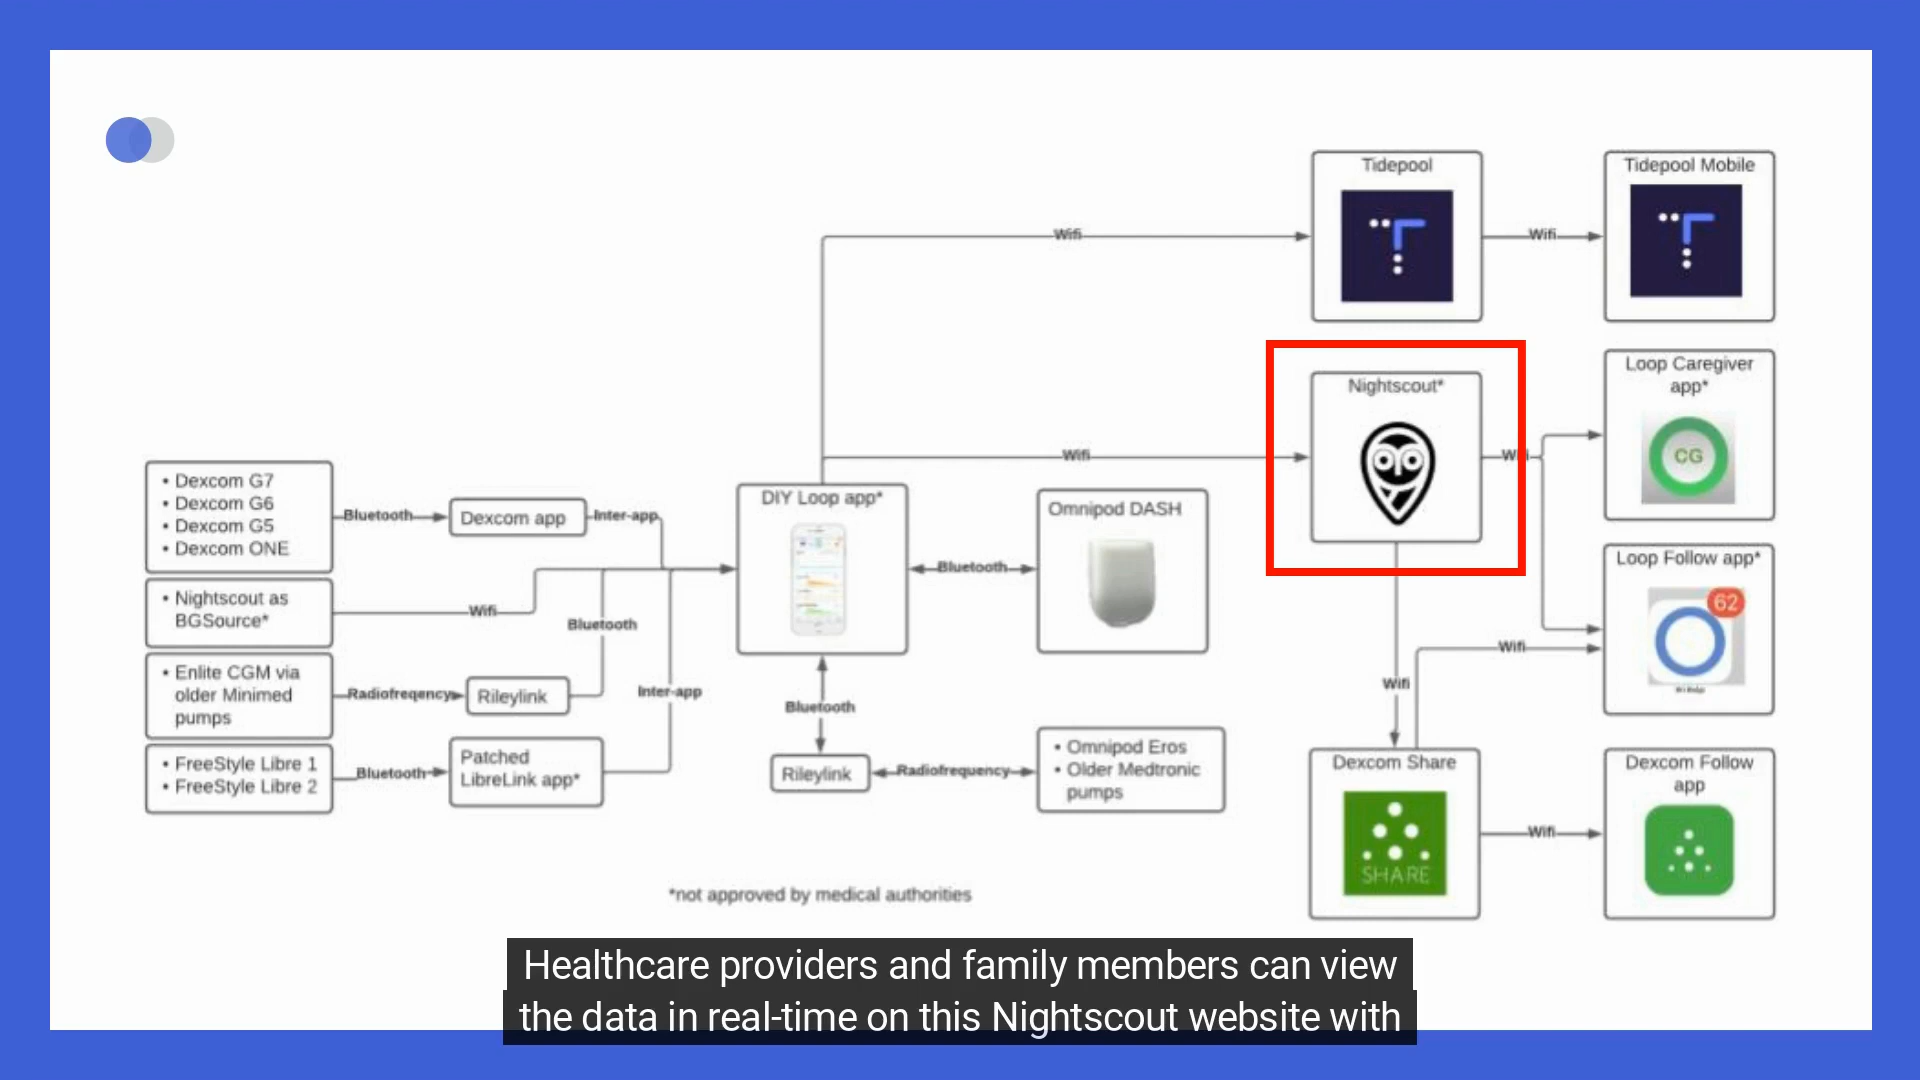 Tidepool
Tidepool Mobile
Wifi
Wifi
Nightscout*
Loop Caregiver
app*
CG
Wifi
Wifi
• Dexcom G7
• Dexcom G6
• Dexcom G5
• Dexcom ONE
Bluetooth
Dexcom app
Inter-app
DIY Loop app*
Omnipod DASH
Bluetooth
Loop Follow app*
62
• Nightscout as
BGSource*
Wifi
Bluetooth
Wifi
• Enlite CGM via
older Minimed
pumps
Radiofreqency
Rileylink
Inter-app
Bluetooth
Wifi
• FreeStyle Libre 1
• FreeStyle Libre 2
Bluetooth
Patched
LibreLink app*
Rileylink
Radiofrequency
• Omnipod Eros
• Older Medtronic
pumps
Dexcom Share
SHARE
Wifi
Dexcom Follow
app
*not approved by medical authorities
Healthcare providers and family members can view
the data in real-time on this Nightscout website with